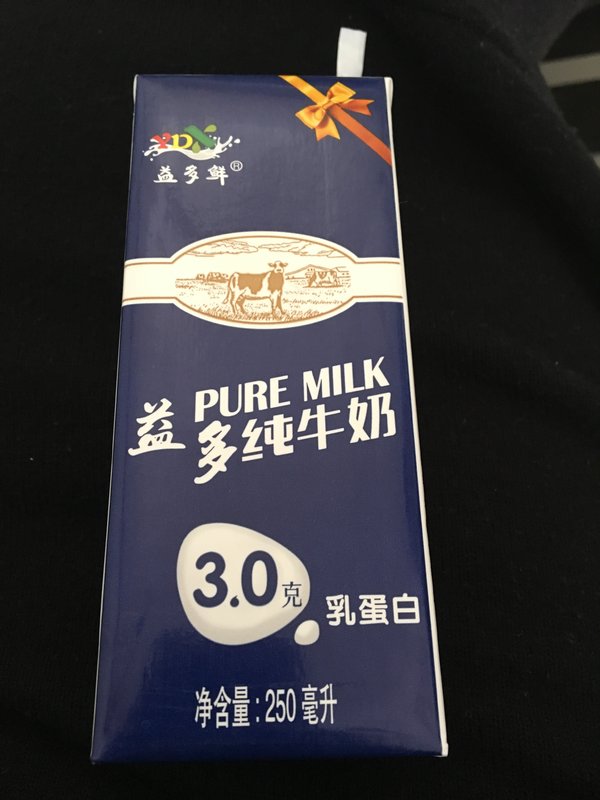 YDX
益多鲜®
PURE MILK
益多纯牛奶
3.0克
乳蛋白
净含量:250毫升